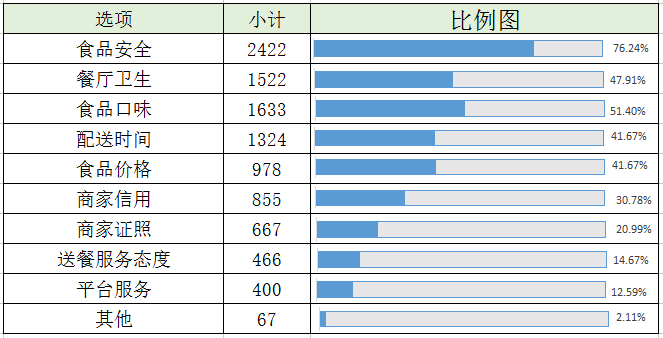 选项 小计 比例图
食品安全 2422 76.24%
餐厅卫生 1522 47.91%
食品口味 1633 51.40%
配送时间 1324 41.67%
食品价格 978 41.67%
商家信用 855 30.78%
商家证照 667 20.99%
送餐服务态度 466 14.67%
平台服务 400 12.59%
其他 67 2.11%